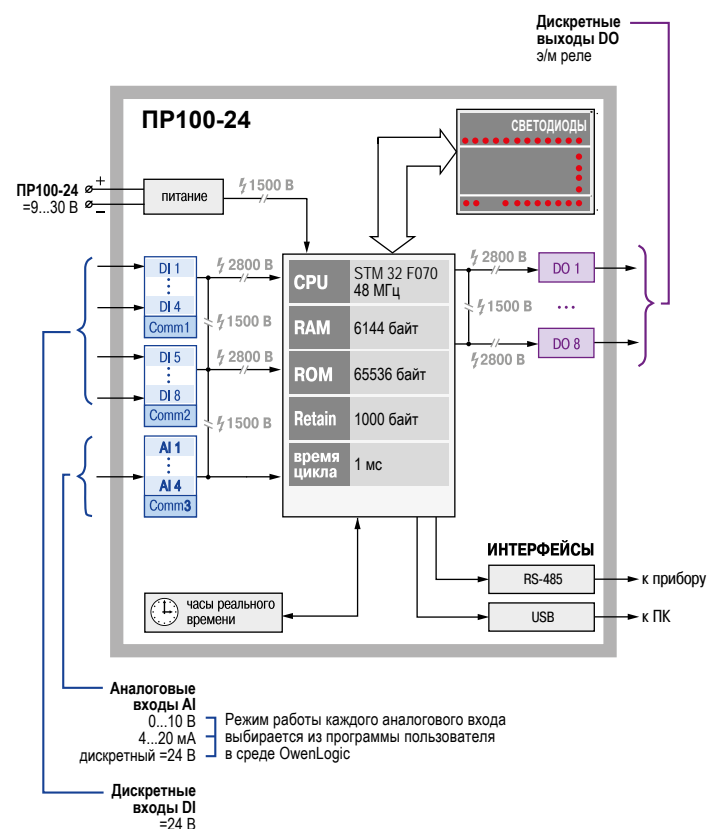 Дискретные
выходы DO
э/м реле
ПР100-24
СВЕТОДИОДЫ
ПР100-24
=9...30 В
+
–
питание
1500 В
DI 1
DI 4
Comm1
DI 5
DI 8
Comm2
AI 1
AI 4
Comm3
2800 В
1500 В
2800 В
1500 В
CPU
STM 32 F070
48 МГц
RAM
6144 байт
ROM
65536 байт
Retain
1000 байт
время
цикла
1 мс
2800 В
1500 В
2800 В
DO 1
...
DO 8
ИНТЕРФЕЙСЫ
RS-485
к прибору
USB
к ПК
часы реального
времени
Аналоговые
входы AI
0...10 В
4...20 мА
дискретный =24 В
Режим работы каждого аналогового входа
выбирается из программы пользователя
в среде OwenLogic
Дискретные
входы DI
=24 В